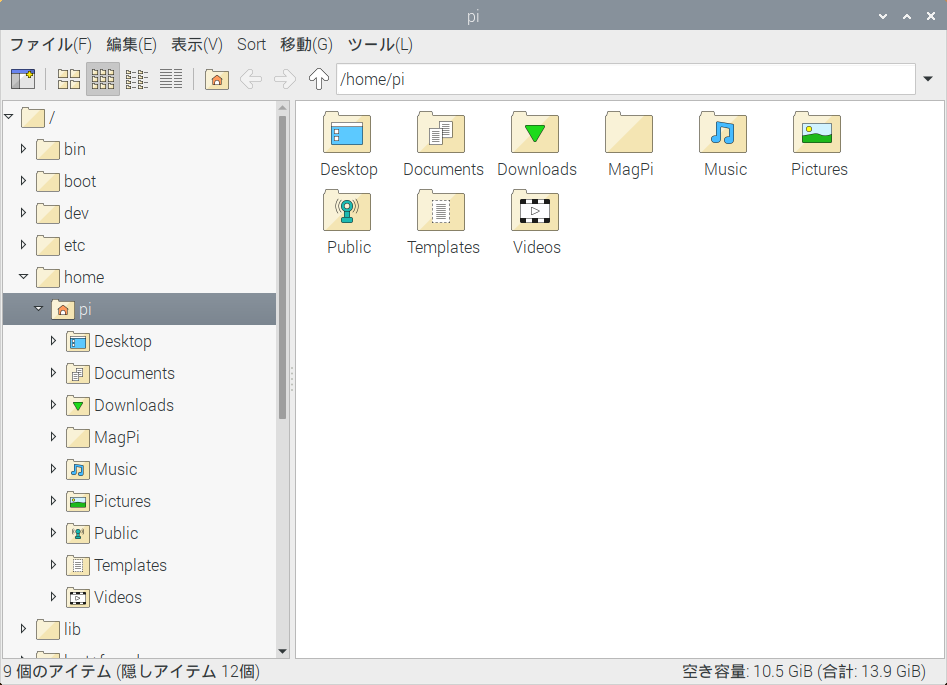 pi
ファイル(F) 編集(E) 表示(V) Sort 移動(G) ツール(L)
/home/pi
/
bin
boot
dev
etc
home
pi
Desktop
Documents
Downloads
MagPi
Music
Pictures
Public
Templates
Videos
lib
Desktop Documents Downloads MagPi Music Pictures
Public Templates Videos
9 個のアイテム (隠しアイテム 12個)
空き容量: 10.5 GiB (合計: 13.9 GiB)